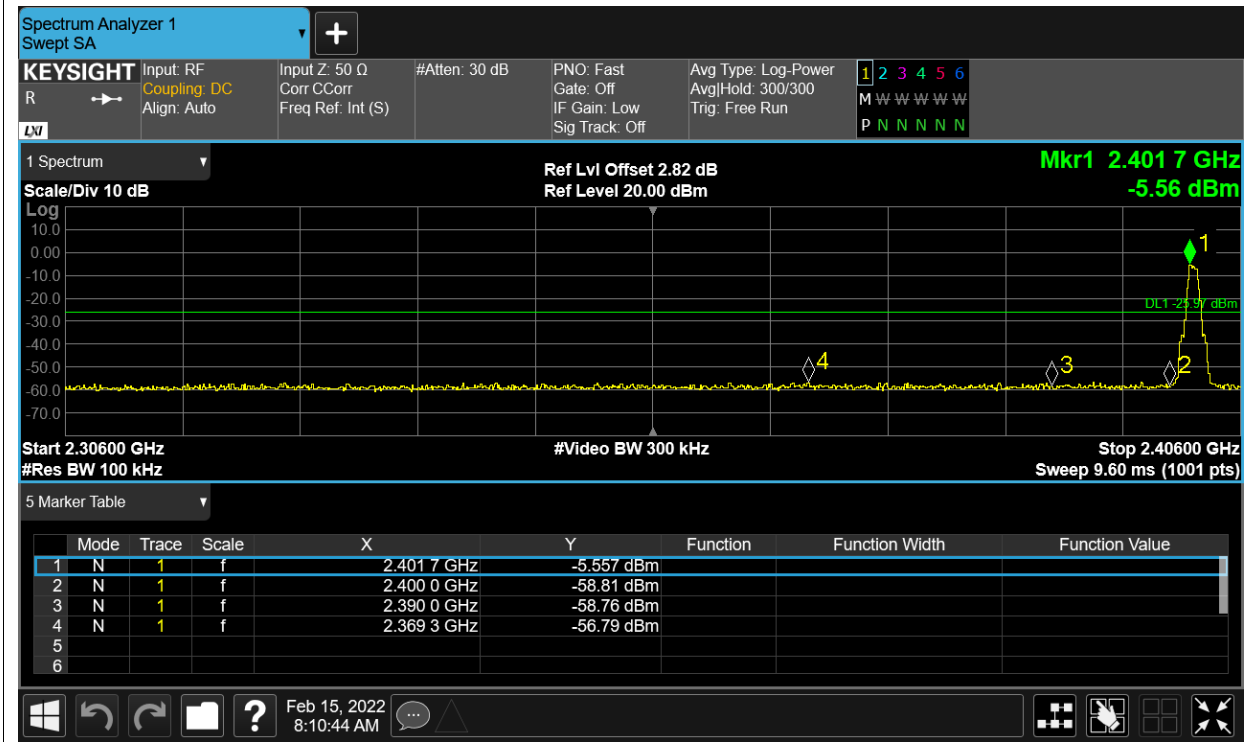 Spectrum Analyzer 1
Swept SA
+
KEYSIGHT
R
LXI
Input: RF
Coupling: DC
Align: Auto
Input Z: 50 Ω
Corr CCorr
Freq Ref: Int (S)
#Atten: 30 dB
PNO: Fast
Gate: Off
IF Gain: Low
Sig Track: Off
Avg Type: Log-Power
Avg|Hold: 300/300
Trig: Free Run
1 2 3 4 5 6
M W W W W W
P N N N N N
1 Spectrum
Scale/Div 10 dB
Ref Lvl Offset 2.82 dB
Ref Level 20.00 dBm
Mkr1 2.401 7 GHz
-5.56 dBm
Log
10.0
0.00
-10.0
-20.0
-30.0
-40.0
-50.0
-60.0
-70.0
1
DL1 -25.97 dBm
4
3
2
Start 2.30600 GHz
#Res BW 100 kHz
#Video BW 300 kHz
Stop 2.40600 GHz
Sweep 9.60 ms (1001 pts)
5 Marker Table
Mode Trace Scale X Y Function Function Width Function Value
1 N 1 f 2.401 7 GHz -5.557 dBm
2 N 1 f 2.400 0 GHz -58.81 dBm
3 N 1 f 2.390 0 GHz -58.76 dBm
4 N 1 f 2.369 3 GHz -56.79 dBm
5
6
?
Feb 15, 2022
8:10:44 AM